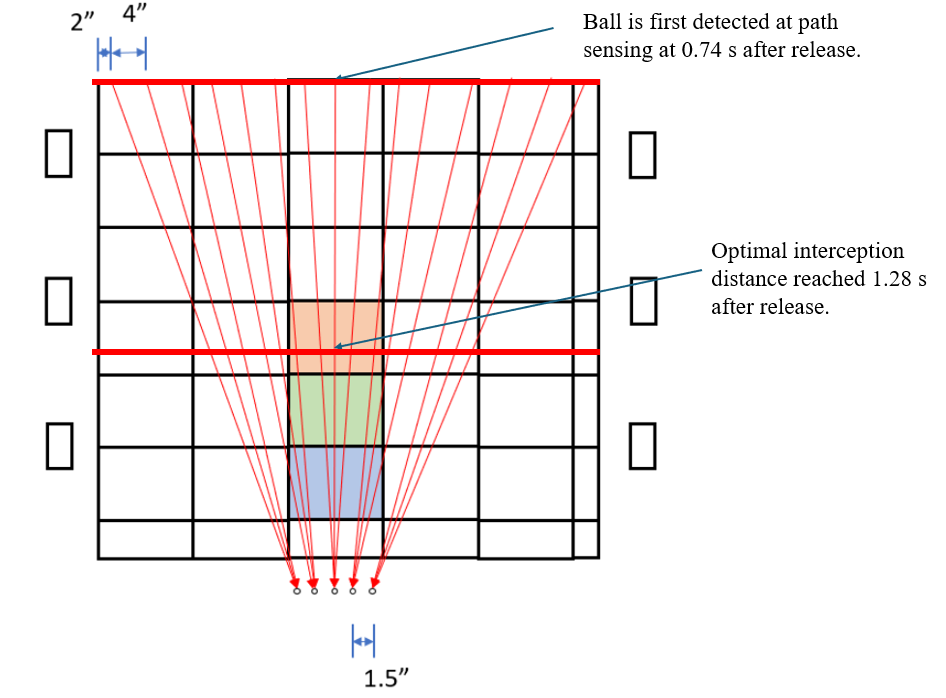 2” 4”
Ball is first detected at path
sensing at 0.74 s after release.
Optimal interception
distance reached 1.28 s
after release.
1.5”